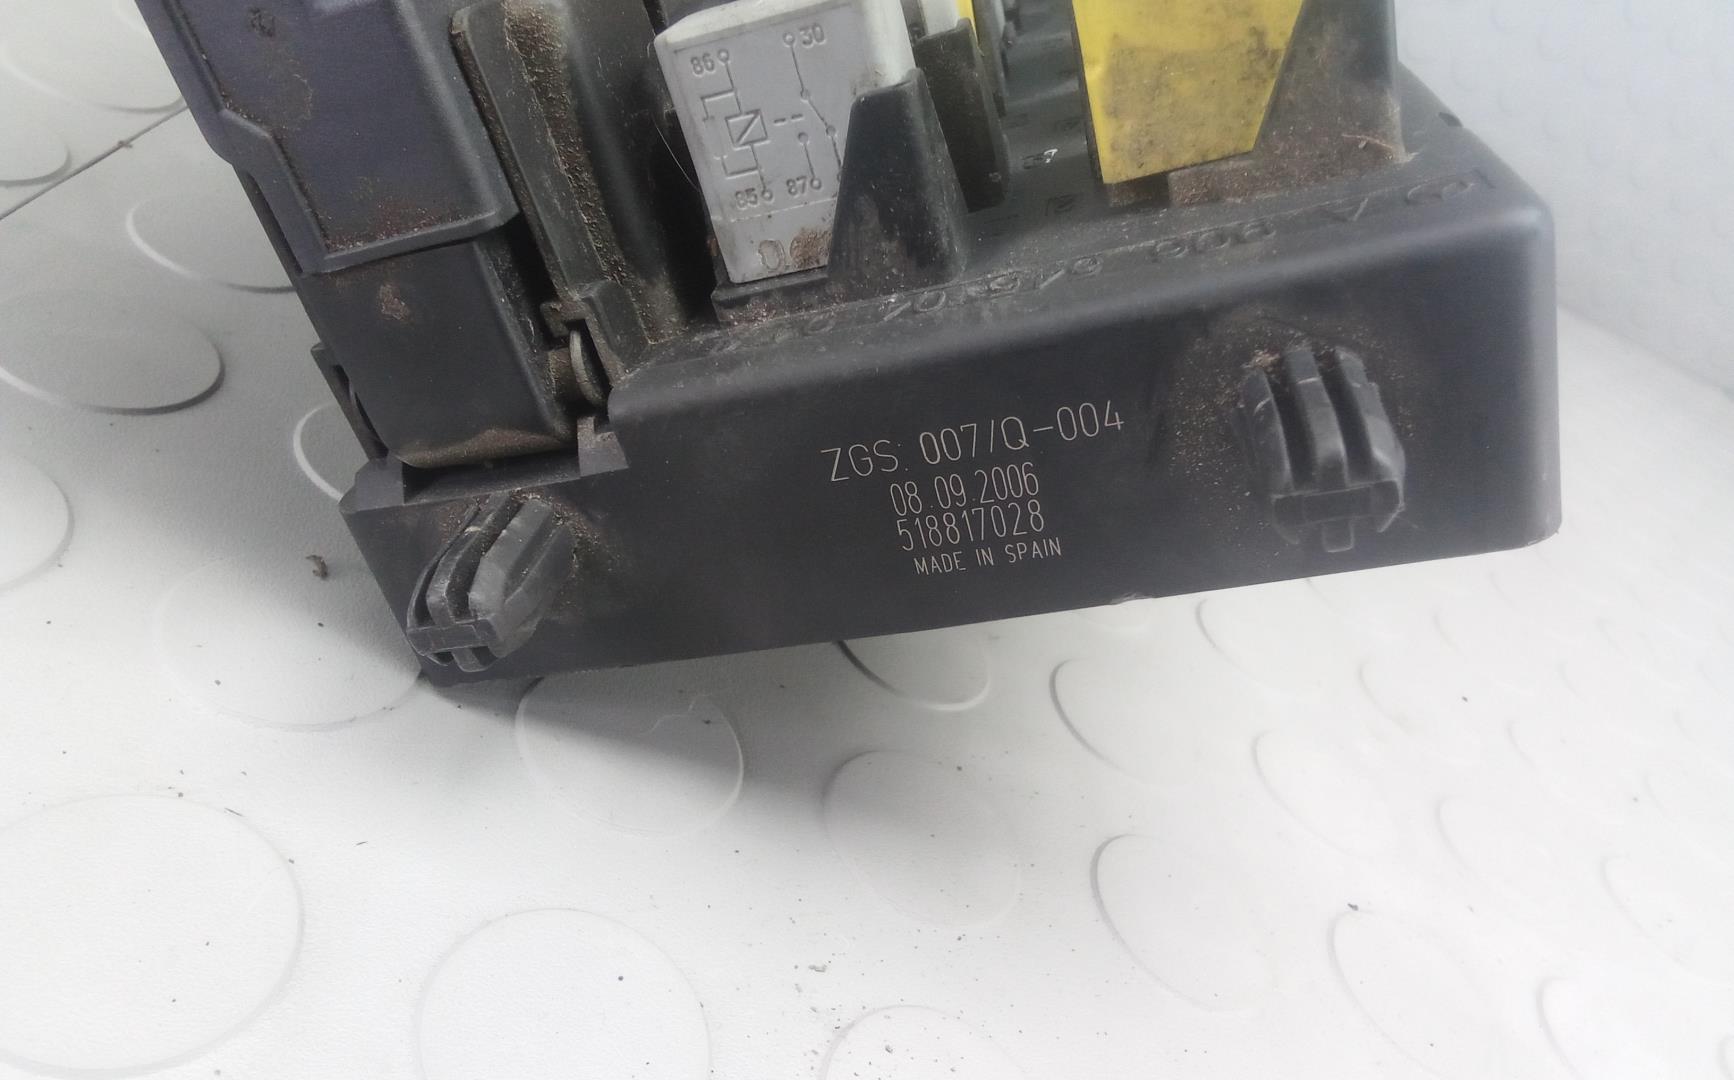 86 30
85 87
ZGS: 007/Q-004
08.09.2006
518817028
MADE IN SPAIN